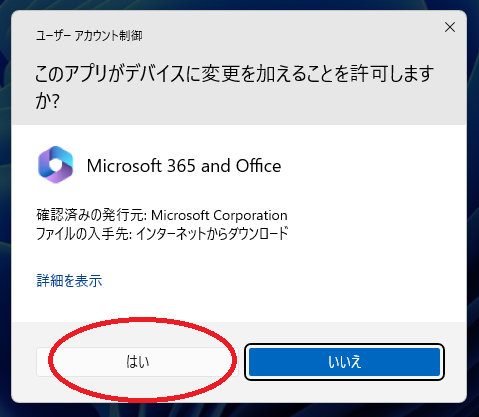 ユーザー アカウント制御
このアプリがデバイスに変更を加えることを許可します
か?
Microsoft 365 and Office
確認済みの発行元: Microsoft Corporation
ファイルの入手先: インターネットからダウンロード
詳細を表示
はい
いいえ